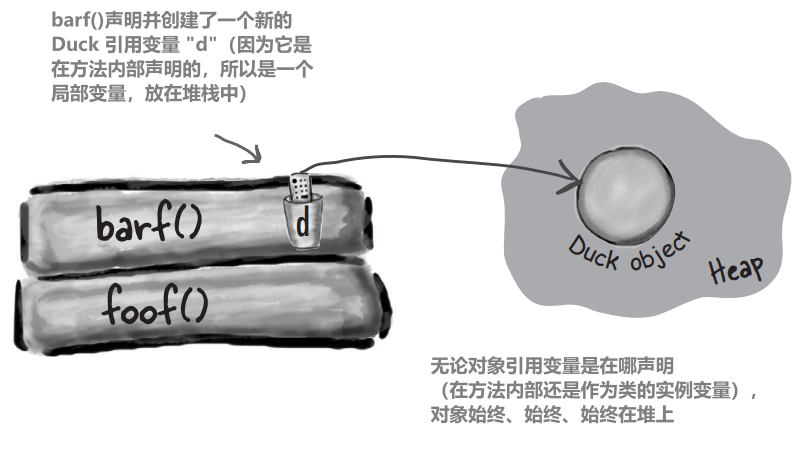 barf()声明并创建了一个新的
Duck 引用变量 "d"（因为它是
在方法内部声明的，所以是一个
局部变量，放在堆栈中）
barf()
d
foof()
Duck object
Heap
无论对象引用变量是在哪声明
（在方法内部还是作为类的实例变量），
对象始终、始终、始终在堆上